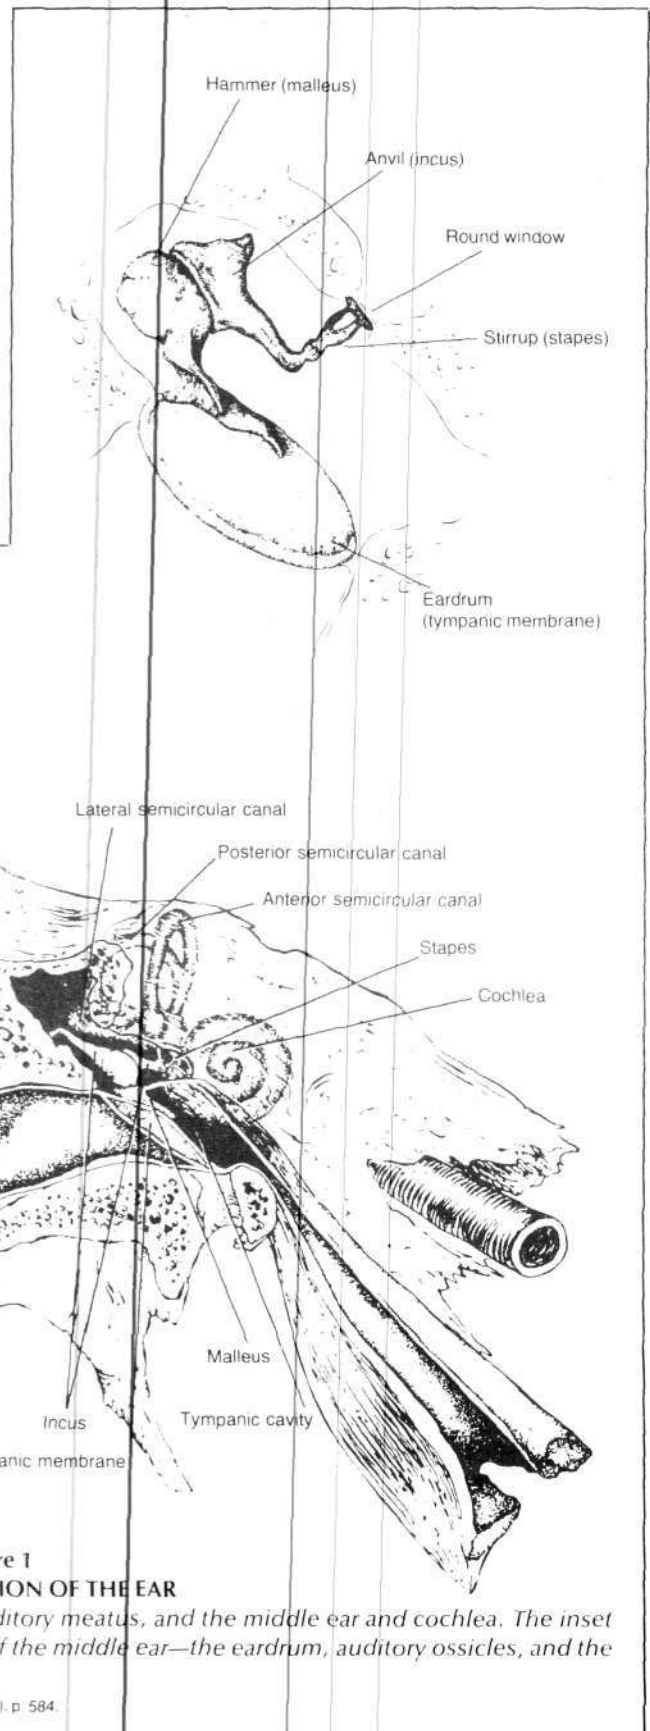 Hammer (malleus)
Anvil (incus)
Round window
Stirrup (stapes)
Eardrum
(tympanic membrane)
Lateral semicircular canal
Posterior semicircular canal
Anterior semicircular canal
Stapes
Cochlea
Malleus
Incus
Tympanic cavity
anic membrane
re 1
ION OF THE EAR
ditory meatus, and the middle ear and cochlea. The inset
f the middle ear—the eardrum, auditory ossicles, and the
). p 584.